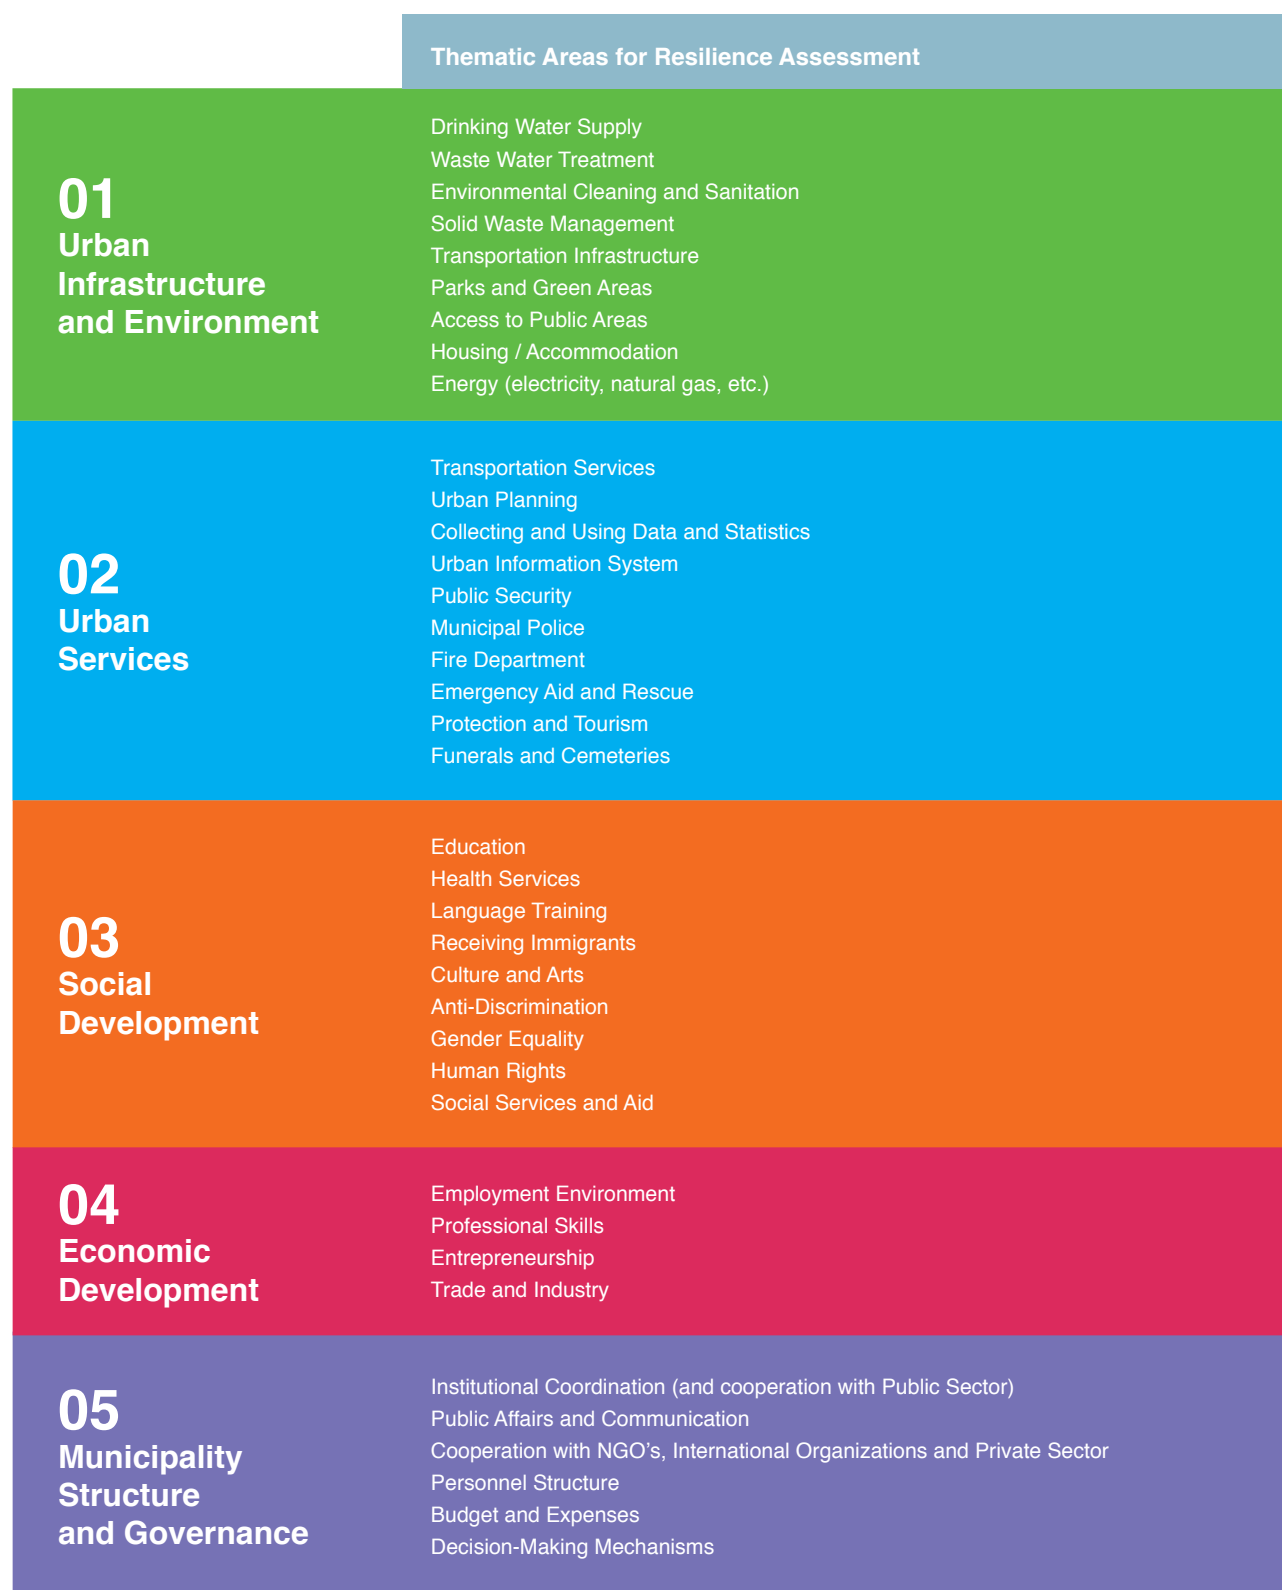 Thematic Areas for Resilience Assessment
01
Urban
Infrastructure
and Environment
Drinking Water Supply
Waste Water Treatment
Environmental Cleaning and Sanitation
Solid Waste Management
Transportation Infrastructure
Parks and Green Areas
Access to Public Areas
Housing / Accommodation
Energy (electricity, natural gas, etc.)
02
Urban
Services
Transportation Services
Urban Planning
Collecting and Using Data and Statistics
Urban Information System
Public Security
Municipal Police
Fire Department
Emergency Aid and Rescue
Protection and Tourism
Funerals and Cemeteries
03
Social
Development
Education
Health Services
Language Training
Receiving Immigrants
Culture and Arts
Anti-Discrimination
Gender Equality
Human Rights
Social Services and Aid
04
Economic
Development
Employment Environment
Professional Skills
Entrepreneurship
Trade and Industry
05
Municipality
Structure
and Governance
Institutional Coordination (and cooperation with Public Sector)
Public Affairs and Communication
Cooperation with NGO’s, International Organizations and Private Sector
Personnel Structure
Budget and Expenses
Decision-Making Mechanisms